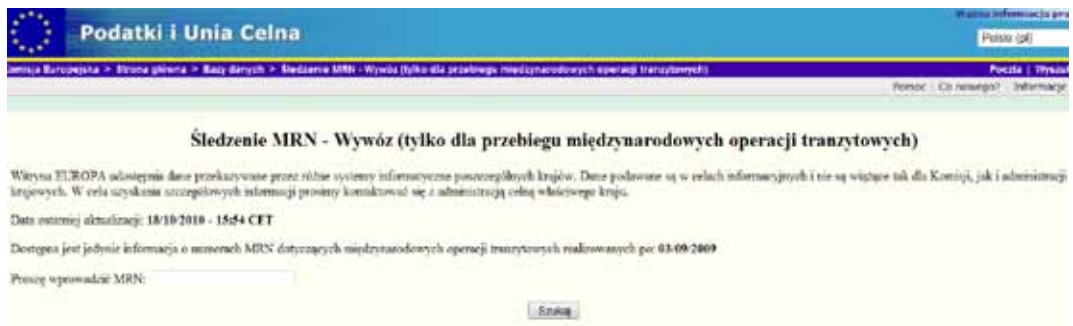 Ważna informacja pra
Podatki i Unia Celna
Polski (pl)
omisja Europejska > Strona główna > Bazy danych > Śledzenie MRN - Wywóz (tylko dla przebiegu międzynarodowych operacji tranzytowych)
Poczta | Wyszuk
Pomoc | Co nowego? | Informacje
Śledzenie MRN - Wywóz (tylko dla przebiegu międzynarodowych operacji tranzytowych)
Witryna EUROPA udostępnia dane przekazywane przez różne systemy informatyczne poszczególnych krajów. Dane podawane są w celach informacyjnych i nie są wiążące tak dla Komisji, jak i administracji
krajowych. W celu uzyskania szczegółowych informacji prosimy kontaktować się z administracją celną właściwego kraju.
Data ostatniej aktualizacji: 18/10/2010 - 15:54 CET
Dostępna jest jedynie informacja o numerach MRN dotyczących międzynarodowych operacji tranzytowych realizowanych po: 03/09/2009
Proszę wprowadzić MRN:
Szukaj